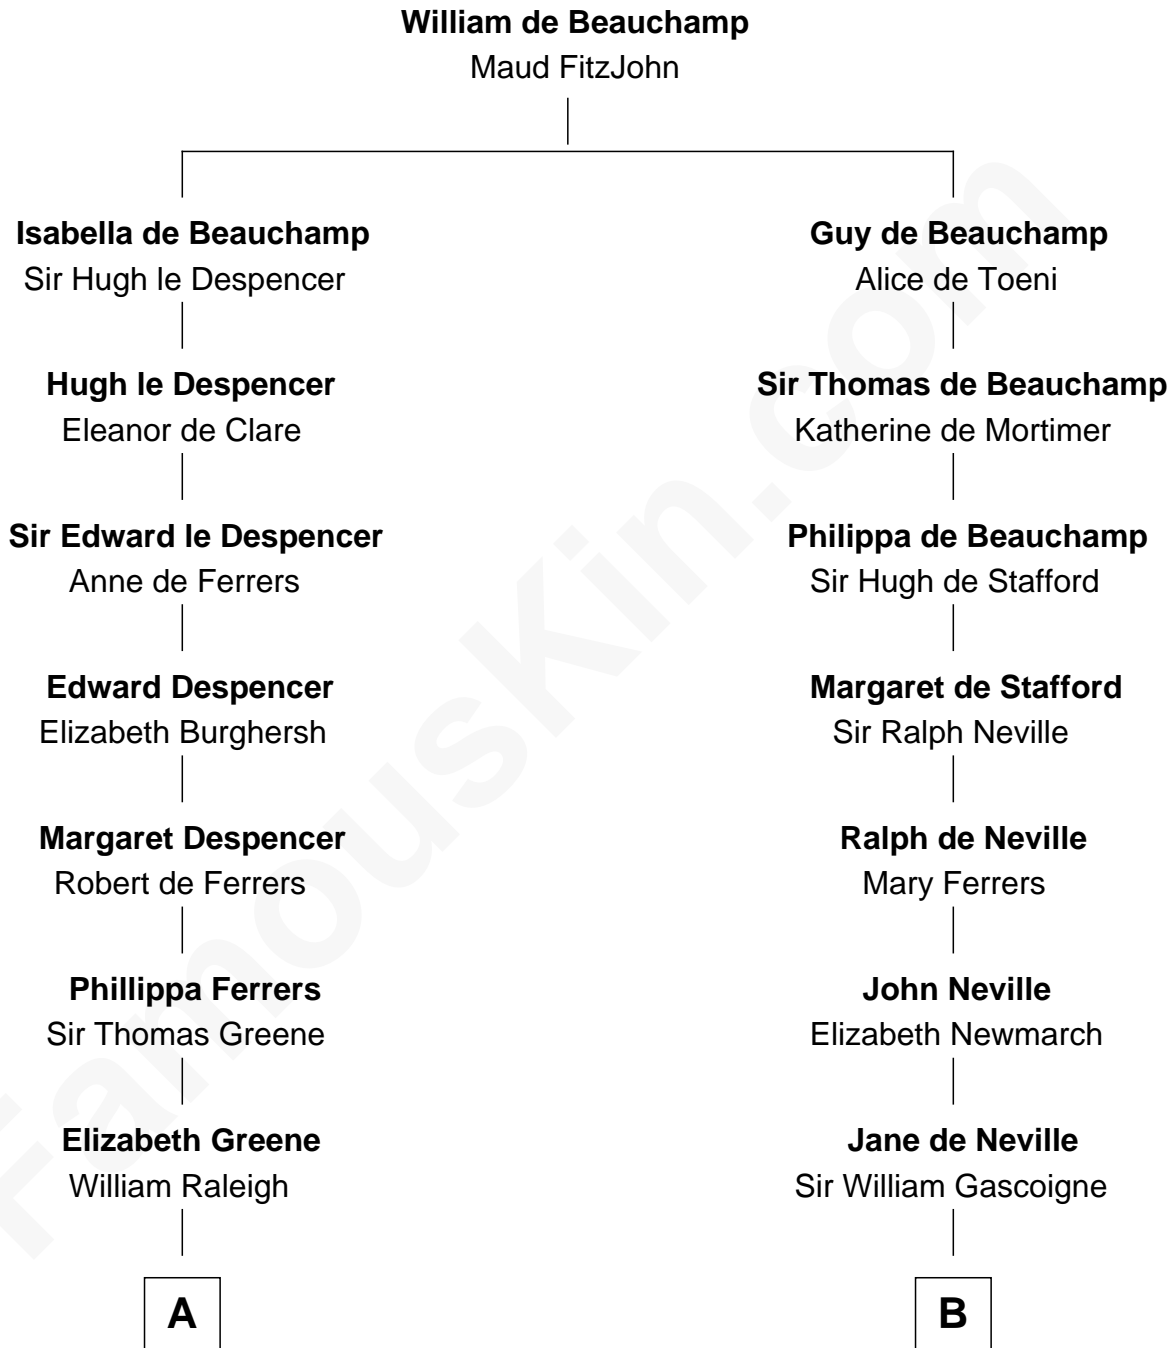 William de Beauchamp
Maud FitzJohn
Isabella de Beauchamp
Sir Hugh le Despencer
Guy de Beauchamp
Alice de Toeni
Hugh le Despencer
Eleanor de Clare
Sir Thomas de Beauchamp
Katherine de Mortimer
Sir Edward le Despencer
Anne de Ferrers
Philippa de Beauchamp
Sir Hugh de Stafford
Edward Despencer
Elizabeth Burghersh
Margaret de Stafford
Sir Ralph Neville
Margaret Despencer
Robert de Ferrers
Ralph de Neville
Mary Ferrers
Phillippa Ferrers
Sir Thomas Greene
John Neville
Elizabeth Newmarch
Elizabeth Greene
William Raleigh
Jane de Neville
Sir William Gascoigne
A
B
FamousKin.com